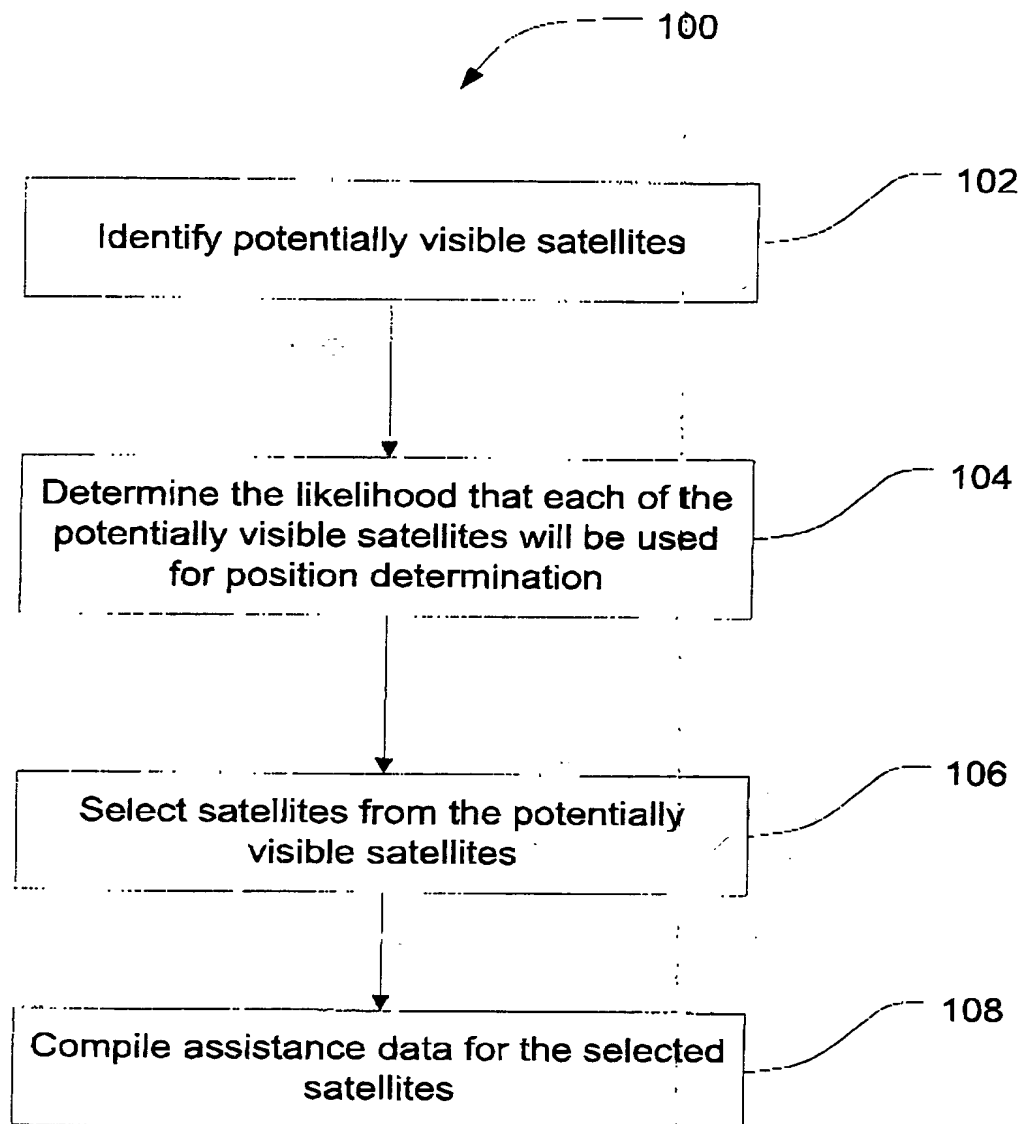 100
102
Identify potentially visible satellites
104
Determine the likelihood that each of the
potentially visible satellites will be used
for position determination
106
Select satellites from the potentially
visible satellites
108
Compile assistance data for the selected
satellites